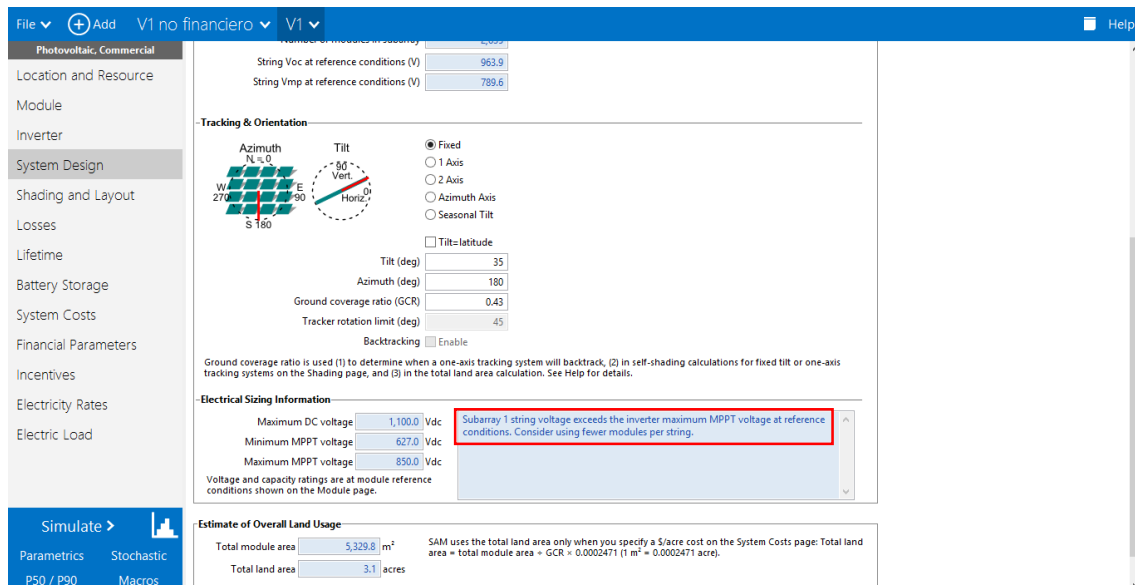 File Add V1 no financiero V1 Help
Photovoltaic, Commercial
Location and Resource
Module
Inverter
System Design
Shading and Layout
Losses
Lifetime
Battery Storage
System Costs
Financial Parameters
Incentives
Electricity Rates
Electric Load
Simulate >
Parametrics Stochastic
P50 / P90 Macros
String Voc at reference conditions (V) 963.9
String Vmp at reference conditions (V) 789.6
Tracking & Orientation
Azimuth
N = 0
W
270
E
90
S 180
Tilt
90
Vert.
0
Horiz.
Fixed
1 Axis
2 Axis
Azimuth Axis
Seasonal Tilt
Tilt=latitude
Tilt (deg) 35
Azimuth (deg) 180
Ground coverage ratio (GCR) 0.43
Tracker rotation limit (deg) 45
Backtracking Enable
Ground coverage ratio is used (1) to determine when a one-axis tracking system will backtrack, (2) in self-shading calculations for fixed tilt or one-axis
tracking systems on the Shading page, and (3) in the total land area calculation. See Help for details.
Electrical Sizing Information
Maximum DC voltage 1,100.0 Vdc
Minimum MPPT voltage 627.0 Vdc
Maximum MPPT voltage 850.0 Vdc
Voltage and capacity ratings are at module reference
conditions shown on the Module page.
Subarray 1 string voltage exceeds the inverter maximum MPPT voltage at reference
conditions. Consider using fewer modules per string.
Estimate of Overall Land Usage
Total module area 5,329.8 m²
Total land area 3.1 acres
SAM uses the total land area only when you specify a $/acre cost on the System Costs page: Total land
area = total module area ÷ GCR × 0.0002471 (1 m² = 0.0002471 acre).